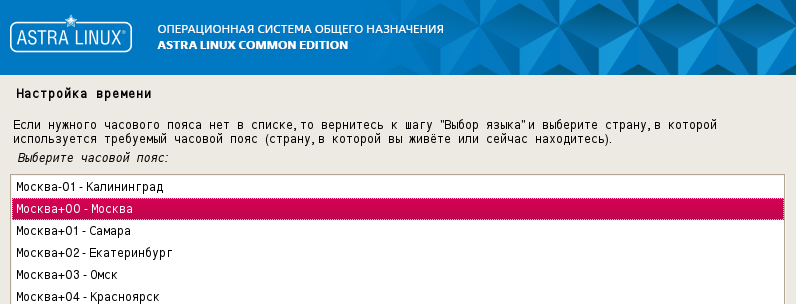 ASTRA LINUX®
ОПЕРАЦИОННАЯ СИСТЕМА ОБЩЕГО НАЗНАЧЕНИЯ
ASTRA LINUX COMMON EDITION
Настройка времени
Если нужного часового пояса нет в списке, то вернитесь к шагу "Выбор языка" и выберите страну, в которой
используется требуемый часовой пояс (страну, в которой вы живёте или сейчас находитесь).
Выберите часовой пояс:
Москва-01 - Калининград
Москва+00 - Москва
Москва+01 - Самара
Москва+02 - Екатеринбург
Москва+03 - Омск
Москва+04 - Красноярск